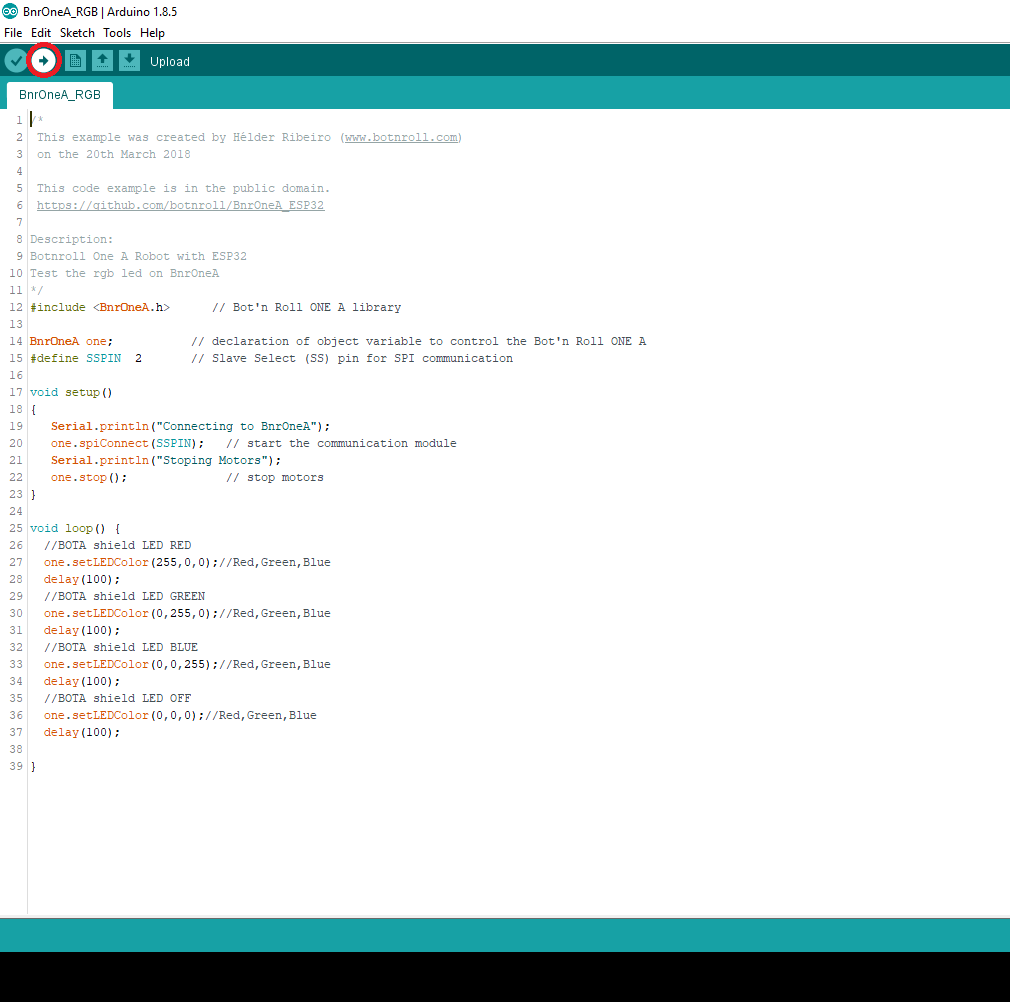 BnrOneA_RGB | Arduino 1.8.5
File Edit Sketch Tools Help
Upload
BnrOneA_RGB
1 /*
2 This example was created by Hélder Ribeiro (www.botnroll.com)
3 on the 20th March 2018
4
5 This code example is in the public domain.
6 https://github.com/botnroll/BnrOneA_ESP32
7
8 Description:
9 Botnroll One A Robot with ESP32
10 Test the rgb led on BnrOneA
11 */
12 #include <BnrOneA.h> // Bot'n Roll ONE A library
13
14 BnrOneA one; // declaration of object variable to control the Bot'n Roll ONE A
15 #define SSPIN 2 // Slave Select (SS) pin for SPI communication
16
17 void setup()
18 {
19 Serial.println("Connecting to BnrOneA");
20 one.spiConnect(SSPIN); // start the communication module
21 Serial.println("Stoping Motors");
22 one.stop(); // stop motors
23 }
24
25 void loop() {
26 //BOTA shield LED RED
27 one.setLEDColor(255,0,0);//Red,Green,Blue
28 delay(100);
29 //BOTA shield LED GREEN
30 one.setLEDColor(0,255,0);//Red,Green,Blue
31 delay(100);
32 //BOTA shield LED BLUE
33 one.setLEDColor(0,0,255);//Red,Green,Blue
34 delay(100);
35 //BOTA shield LED OFF
36 one.setLEDColor(0,0,0);//Red,Green,Blue
37 delay(100);
38
39 }